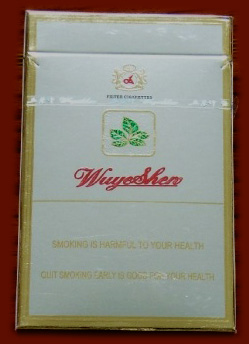 FILTER CIGARETTES
WuyeShen
SMOKING IS HARMFUL TO YOUR HEALTH
QUIT SMOKING EARLY IS GOOD FOR YOUR HEALTH